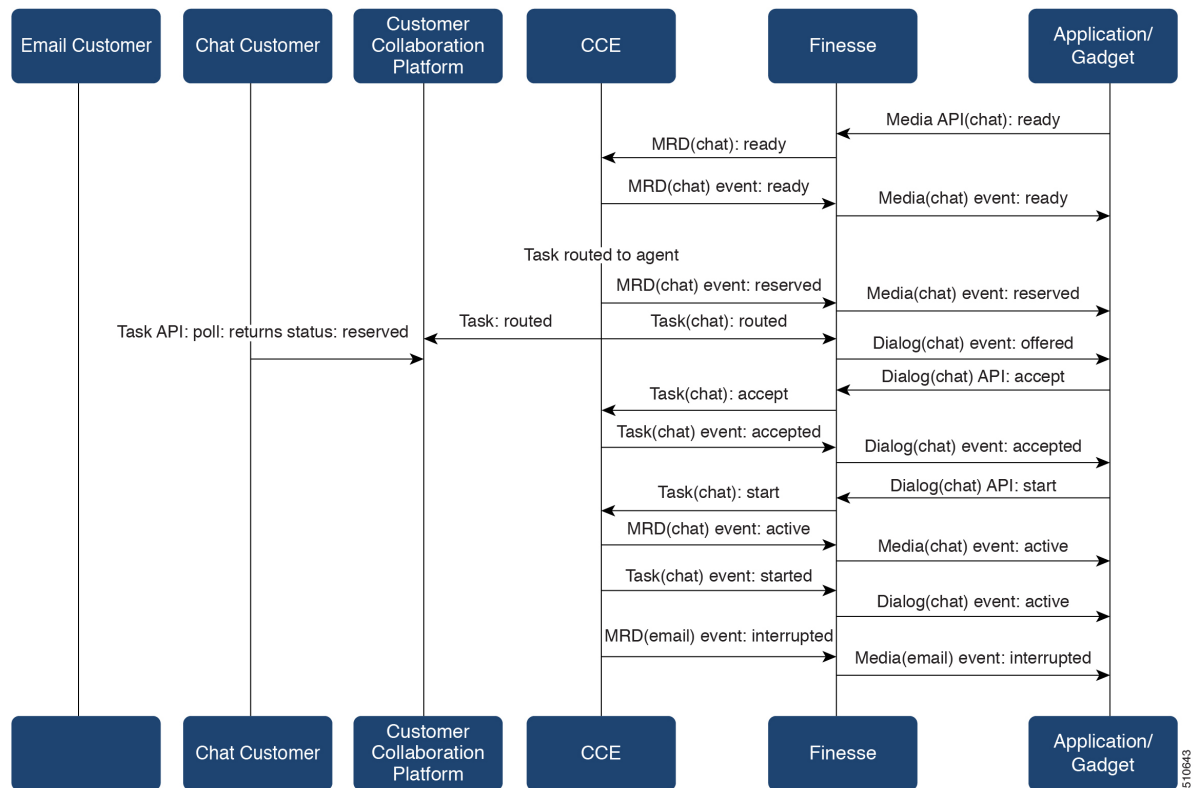 Email Customer
Chat Customer
Customer
Collaboration
Platform
CCE
Finesse
Application/
Gadget
Media API(chat): ready
MRD(chat): ready
MRD(chat) event: ready
Media(chat) event: ready
Task routed to agent
MRD(chat) event: reserved
Media(chat) event: reserved
Task API: poll: returns status: reserved
Task: routed
Task(chat): routed
Dialog(chat) event: offered
Dialog(chat) API: accept
Task(chat): accept
Task(chat) event: accepted
Dialog(chat) event: accepted
Dialog(chat) API: start
Task(chat): start
MRD(chat) event: active
Media(chat) event: active
Task(chat) event: started
Dialog(chat) event: active
MRD(email) event: interrupted
Media(email) event: interrupted
Chat Customer
Customer
Collaboration
Platform
CCE
Finesse
Application/
Gadget
510643